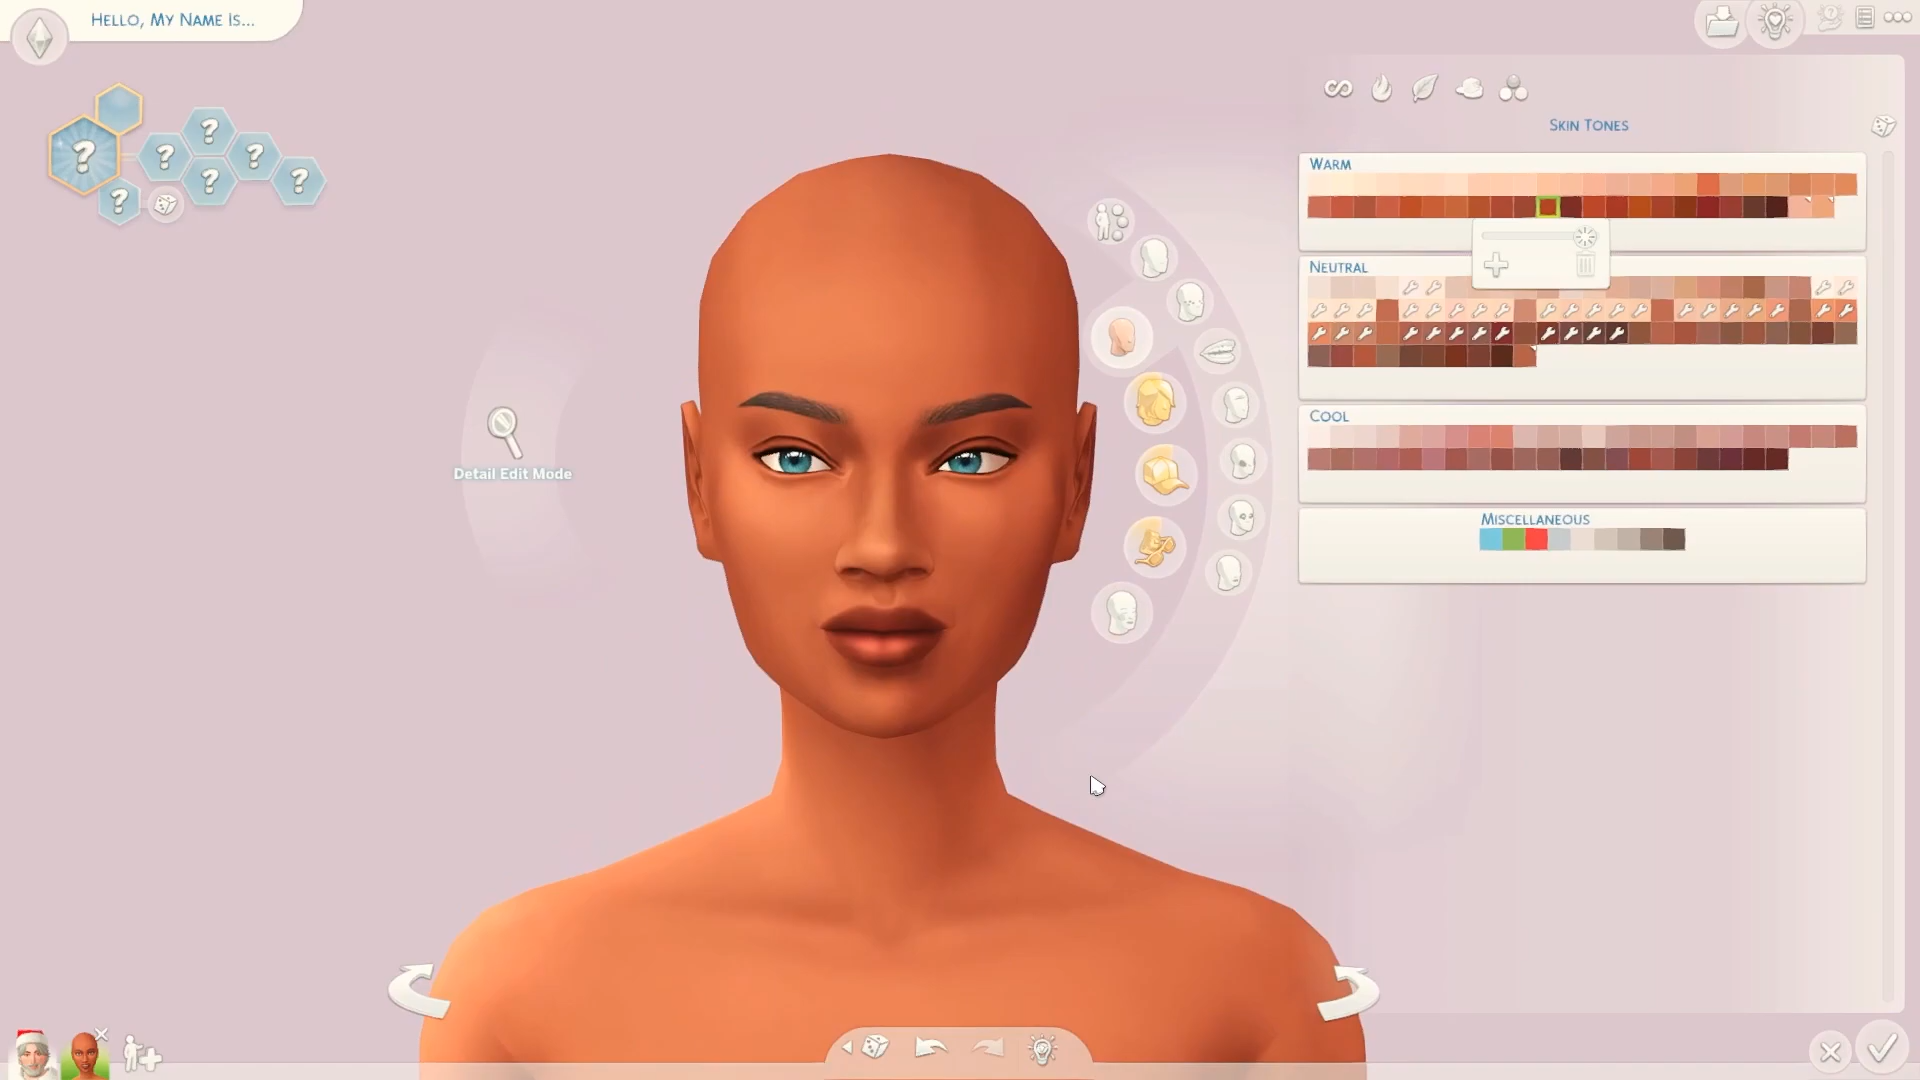 Hello, My Name Is...
Skin Tones
Warm
Neutral
Cool
Miscellaneous
Detail Edit Mode